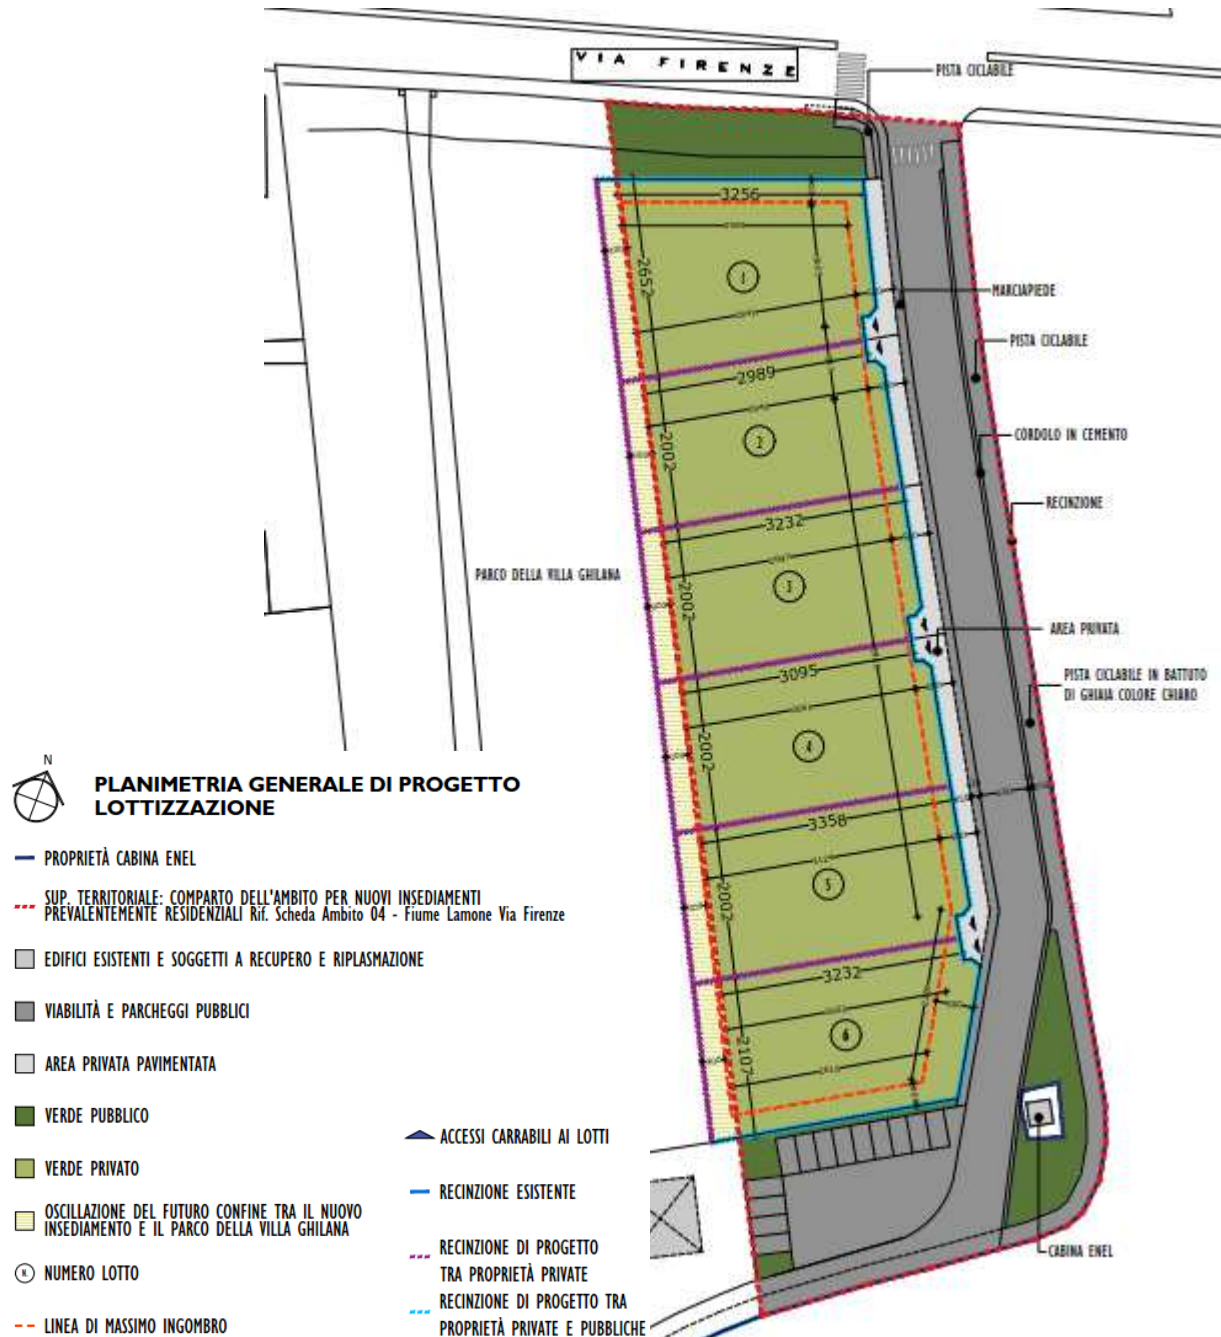 VIA FIRENZE
PISTA CICLABILE
3256
1
2652
MARCIAPIEDE
PISTA CICLABILE
2989
2
2002
CORDOLO IN CEMENTO
RECINZIONE
3232
3
2002
PARCO DELLA VILLA GHILANA
AREA PRIVATA
3095
4
2002
PISTA CICLABILE IN BATTUTO
DI GHIAIA COLORE CHIARO
3358
5
2002
3232
6
2107
CABINA ENEL
N
PLANIMETRIA GENERALE DI PROGETTO
LOTTIZZAZIONE
PROPRIETÀ CABINA ENEL
SUP. TERRITORIALE: COMPARTO DELL'AMBITO PER NUOVI INSEDIAMENTI
PREVALENTEMENTE RESIDENZIALI Rif. Scheda Ambito 04 - Fiume Lamone Via Firenze
EDIFICI ESISTENTI E SOGGETTI A RECUPERO E RIPLASMAZIONE
VIABILITÀ E PARCHEGGI PUBBLICI
AREA PRIVATA PAVIMENTATA
VERDE PUBBLICO
VERDE PRIVATO
OSCILLAZIONE DEL FUTURO CONFINE TRA IL NUOVO
INSEDIAMENTO E IL PARCO DELLA VILLA GHILANA
N. NUMERO LOTTO
LINEA DI MASSIMO INGOMBRO
ACCESSI CARRABILI AI LOTTI
RECINZIONE ESISTENTE
RECINZIONE DI PROGETTO
TRA PROPRIETÀ PRIVATE
RECINZIONE DI PROGETTO TRA
PROPRIETÀ PRIVATE E PUBBLICHE